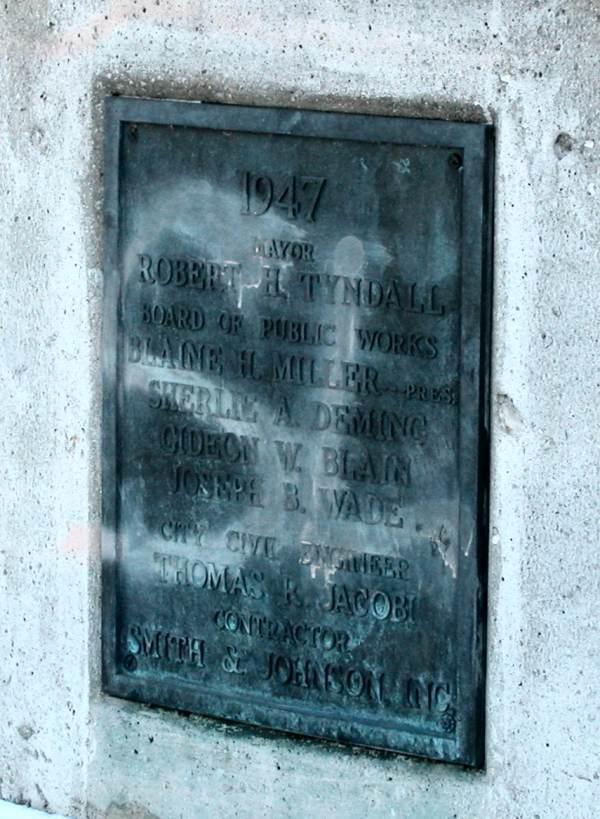 1947
MAYOR
ROBERT H. TYNDALL
BOARD OF PUBLIC WORKS
BLAINE H. MILLER PRES.
SHERLIE A. DEMING
GIDEON W. BLAIN
JOSEPH B. WADE
CITY CIVIL ENGINEER
THOMAS R. JACOBI
CONTRACTOR
SMITH & JOHNSON INC.